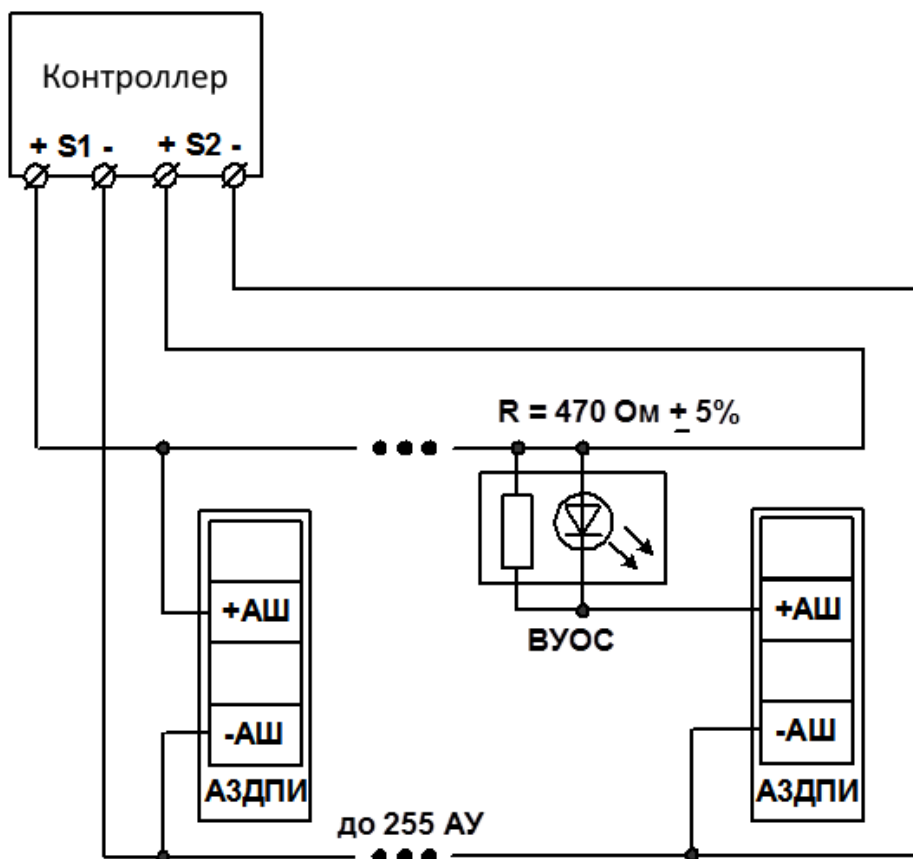 Контроллер
+ S1 - + S2 -
R = 470 Ом ± 5%
+АШ
+АШ
ВУОС
-АШ
-АШ
АЗДПИ
АЗДПИ
до 255 АУ